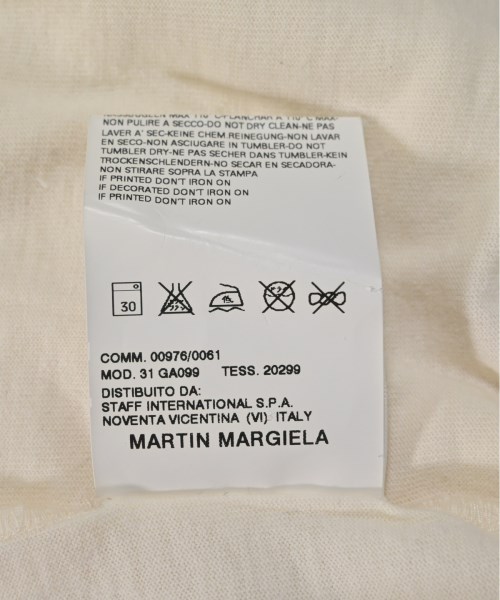 NON PULIRE A SECCO-DO NOT DRY CLEAN-NE PAS
LAVER A' SEC-KEINE CHEM.REINEGUNG-NON LAVAR
EN SECO-NON ASCIUGARE IN TUMBLER-DO NOT
TUMBLER DRY-NE PAS SECHER DANS TUMBLER-KEIN
TROCKENSCHLENDERN-NO SECAR EN SECADORA-
NON STIRARE SOPRA LA STAMPA
IF PRINTED DON'T IRON ON
IF DECORATED DON'T IRON ON
IF PRINTED DON'T IRON ON
30
COMM. 00976/0061
MOD. 31 GA099 TESS. 20299
DISTIBUITO DA:
STAFF INTERNATIONAL S.P.A.
NOVENTA VICENTINA (VI) ITALY
MARTIN MARGIELA